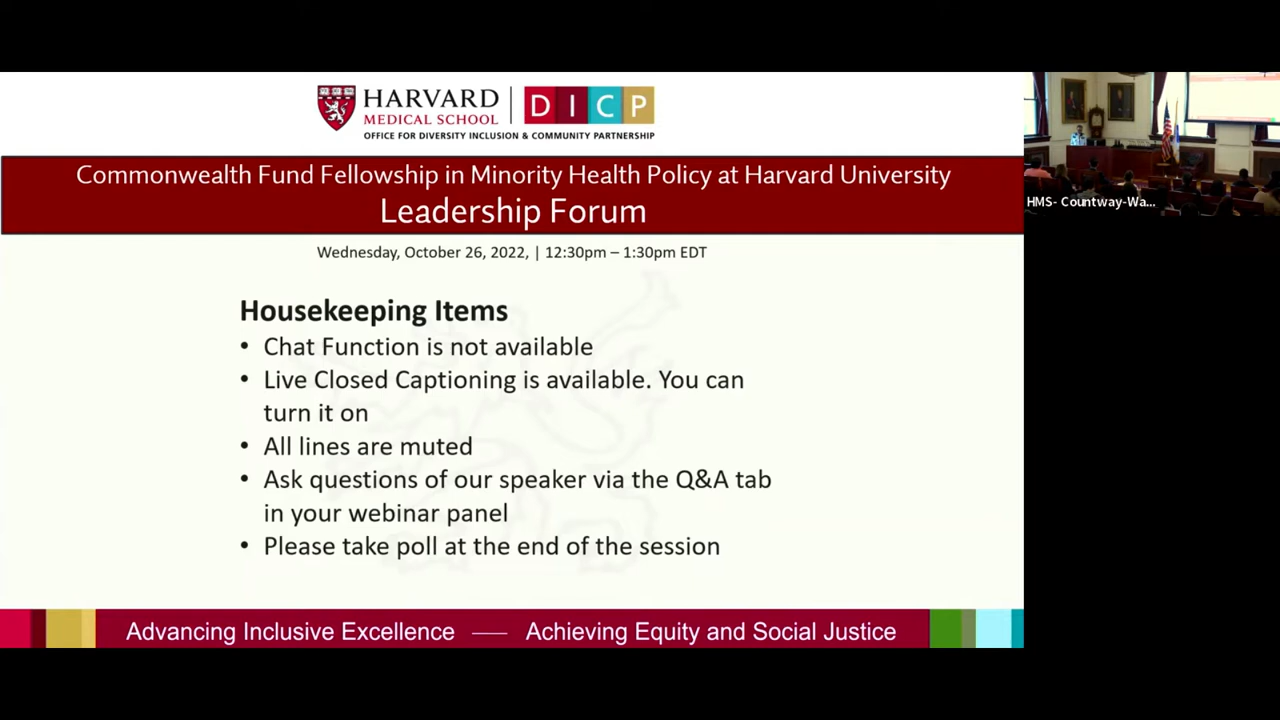 HARVARD
MEDICAL SCHOOL
DICP
OFFICE FOR DIVERSITY INCLUSION & COMMUNITY PARTNERSHIP
Commonwealth Fund Fellowship in Minority Health Policy at Harvard University
Leadership Forum
Wednesday, October 26, 2022, | 12:30pm – 1:30pm EDT
Housekeeping Items
• Chat Function is not available
• Live Closed Captioning is available. You can
turn it on
• All lines are muted
• Ask questions of our speaker via the Q&A tab
in your webinar panel
• Please take poll at the end of the session
Advancing Inclusive Excellence — Achieving Equity and Social Justice
HMS- Countway-Wa...